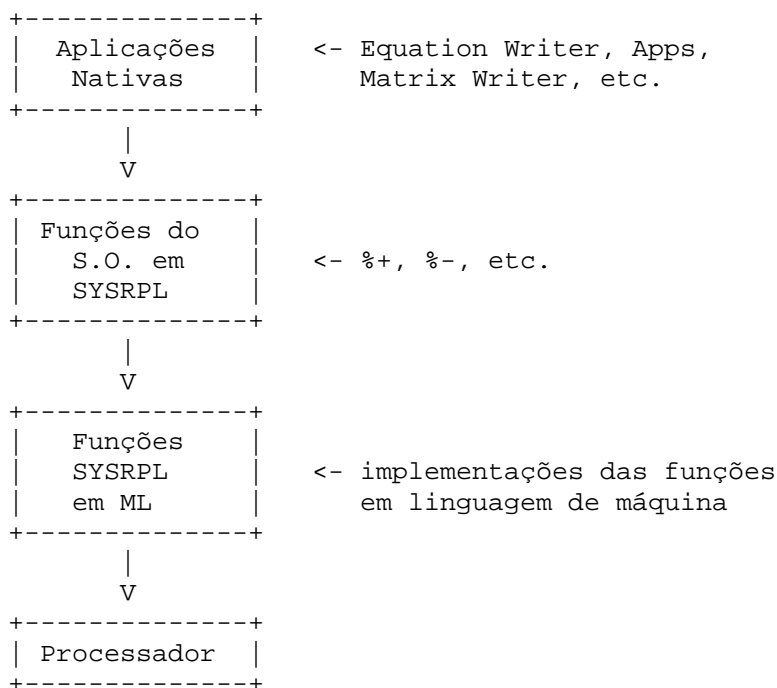 +--------------+
|  Aplicações  |   <- Equation Writer, Apps,
|   Nativas    |      Matrix Writer, etc.
+--------------+
       |
       V
+--------------+
| Funções do   |
|   S.O. em    |   <- %+, %-, etc.
|   SYSRPL     |
+--------------+
       |
       V
+--------------+
|   Funções    |
|   SYSRPL     |   <- implementações das funções
|   em ML      |      em linguagem de máquina
+--------------+
       |
       V
+--------------+
| Processador  |
+--------------+